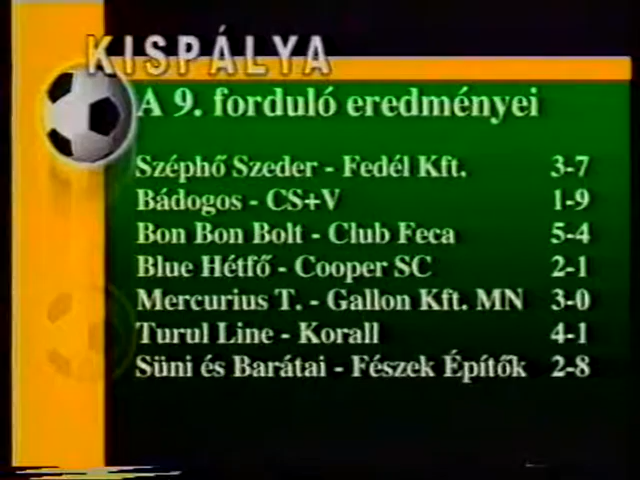 KISPÁLYA
A 9. forduló eredményei
Széphő Szeder - Fedél Kft. 3-7
Bádogos - CS+V 1-9
Bon Bon Bolt - Club Feca 5-4
Blue Hétfő - Cooper SC 2-1
Mercurius T. - Gallon Kft. MN 3-0
Turul Line - Korall 4-1
Süni és Barátai - Fészek Építők 2-8